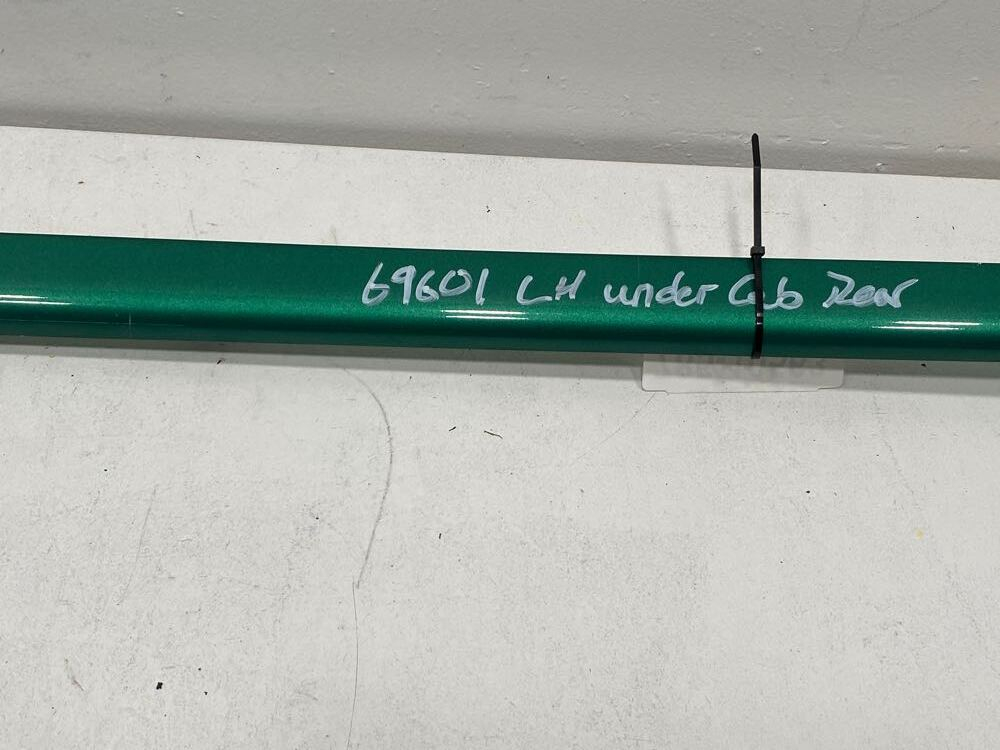 69601 LH under Cab Rear